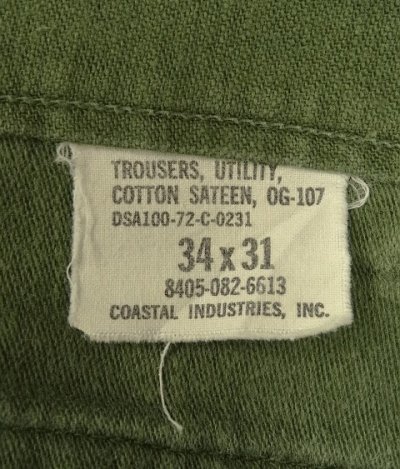 TROUSERS, UTILITY,
COTTON SATEEN, OG-107
DSA100-72-C-0231
34 x 31
8405-082-6613
COASTAL INDUSTRIES, INC.